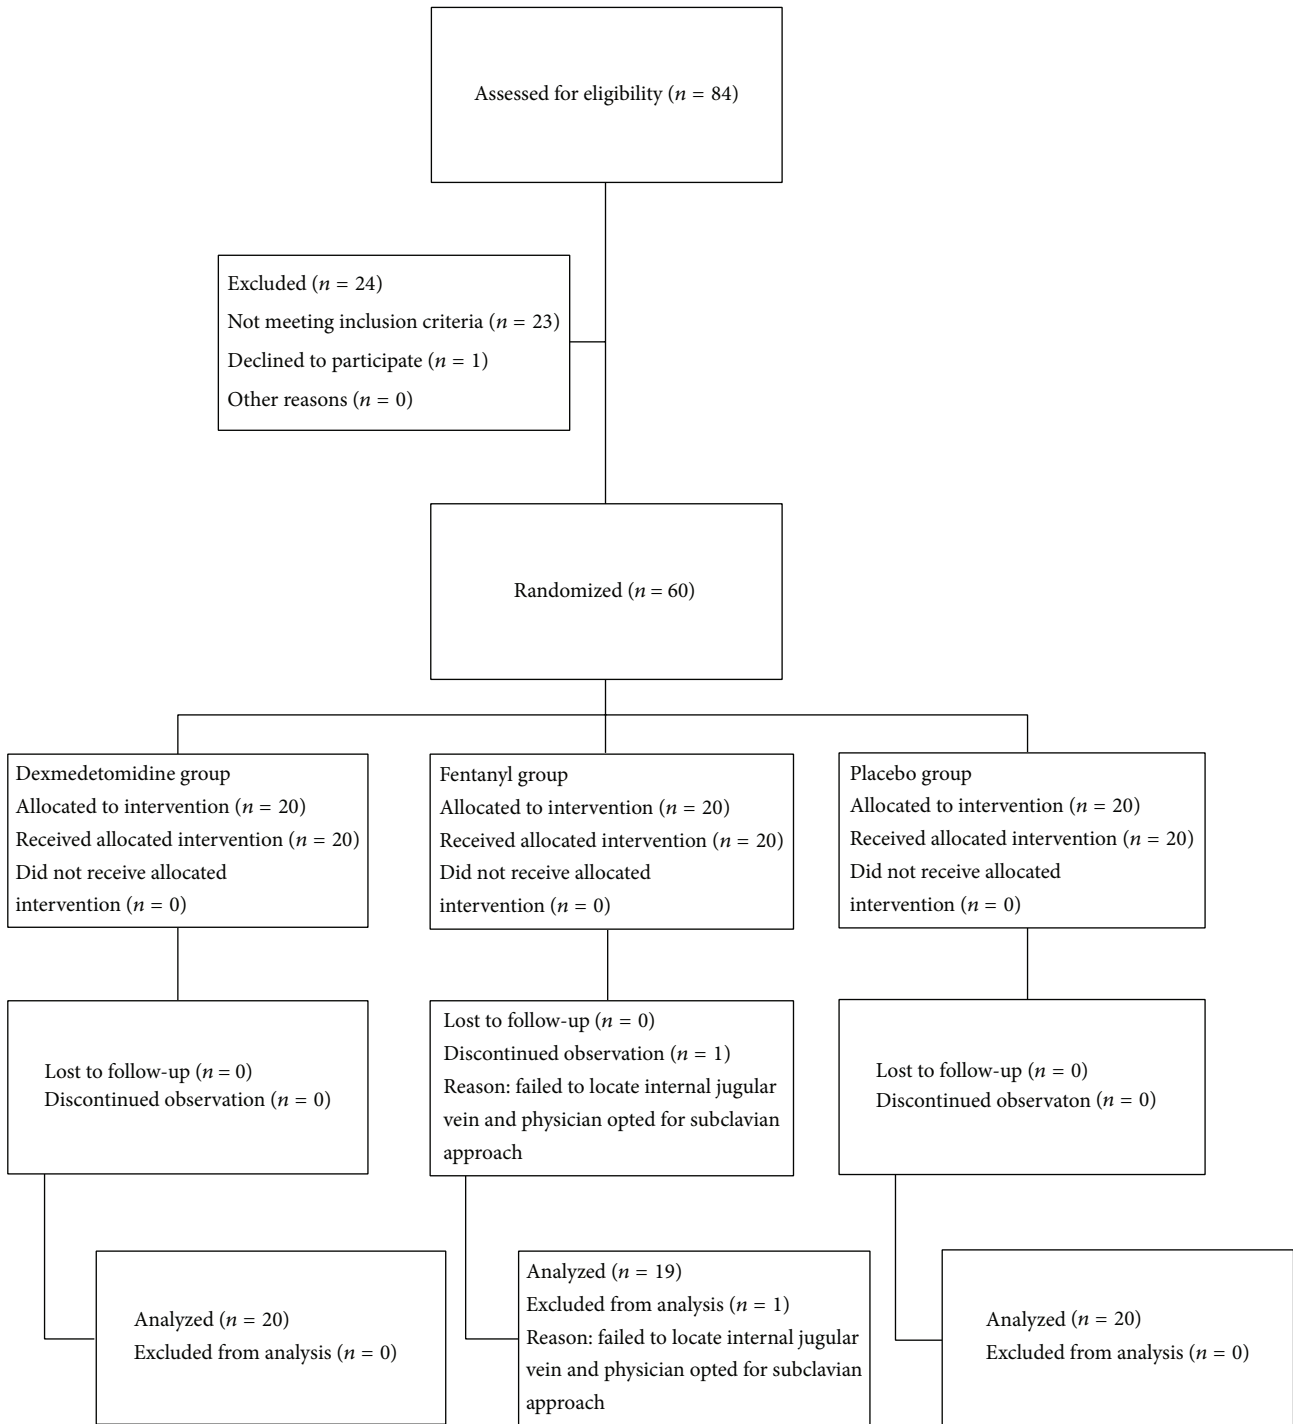 Assessed for eligibility (n = 84)
Excluded (n = 24)
Not meeting inclusion criteria (n = 23)
Declined to participate (n = 1)
Other reasons (n = 0)
Randomized (n = 60)
Dexmedetomidine group
Allocated to intervention (n = 20)
Received allocated intervention (n = 20)
Did not receive allocated
intervention (n = 0)
Fentanyl group
Allocated to intervention (n = 20)
Received allocated intervention (n = 20)
Did not receive allocated
intervention (n = 0)
Placebo group
Allocated to intervention (n = 20)
Received allocated intervention (n = 20)
Did not receive allocated
intervention (n = 0)
Lost to follow-up (n = 0)
Discontinued observation (n = 0)
Lost to follow-up (n = 0)
Discontinued observation (n = 1)
Reason: failed to locate internal jugular
vein and physician opted for subclavian
approach
Lost to follow-up (n = 0)
Discontinued observaton (n = 0)
Analyzed (n = 20)
Excluded from analysis (n = 0)
Analyzed (n = 19)
Excluded from analysis (n = 1)
Reason: failed to locate internal jugular
vein and physician opted for subclavian
approach
Analyzed (n = 20)
Excluded from analysis (n = 0)